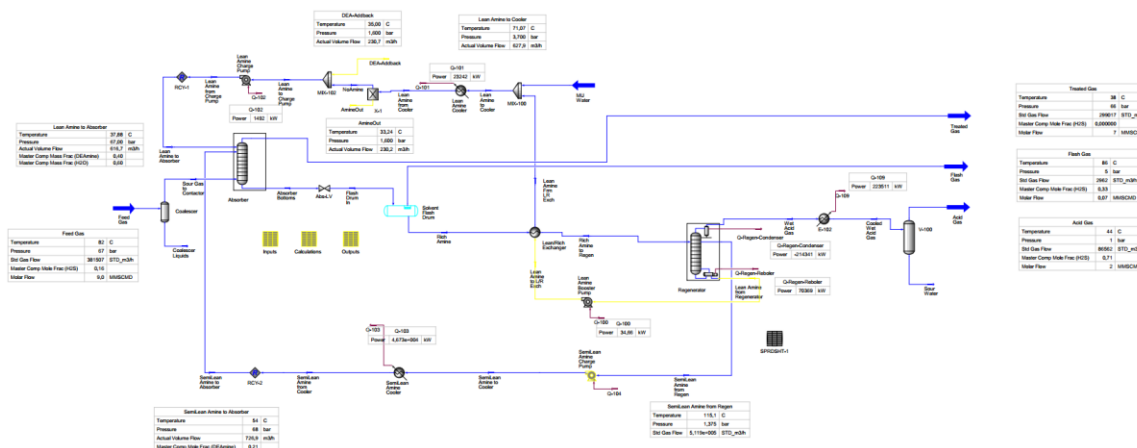 DEA-Addback
Temperature 35,00 C
Pressure 1,600 bar
Actual Volume Flow 230,7 m3/h
Lean Amine to Cooler
Temperature 71,07 C
Pressure 3,700 bar
Actual Volume Flow 627,9 m3/h
DEA-Addback
RCY-1
Lean Amine from Charge Pump
Lean Amine Charge Pump
Lean Amine to Charge Pump
MIX-102
NoAmine
X-1
Lean Amine from Cooler
Q-101
Q-101
Power 23242 kW
Lean Amine Cooler
Lean Amine to Cooler
MIX-100
MU Water
Q-102
Q-102
Power 1482 kW
AmineOut
AmineOut
Temperature 33,24 C
Pressure 1,600 bar
Actual Volume Flow 230,2 m3/h
Lean Amine to Absorber
Temperature 37,88 C
Pressure 67,00 bar
Actual Volume Flow 616,7 m3/h
Master Comp Mass Frac (DEAmine) 0,40
Master Comp Mass Frac (H2O) 0,60
Lean Amine to Absorber
Sour Gas to Contactor
Absorber
Absorber Bottoms
Abs-LV
Flash Drum In
Solvent Flash Drum
Rich Amine
Lean Amine Frm L/R Exch
Treated Gas
Flash Gas
Acid Gas
Treated Gas
Temperature 38 C
Pressure 66 bar
Std Gas Flow
Master Comp Mole Frac (H2S) 0,000000
Molar Flow 7 MMSC
Flash Gas
Temperature
Pressure 5 bar
Std Gas Flow 2962 STD_m3/h
Master Comp Mole Frac (H2S) 0,33
Molar Flow 0,07 MMSCMD
Acid Gas
Temperature 44 C
Pressure 1 bar
Std Gas Flow
Master Comp Mole Frac (H2S) 0,71
Molar Flow 2 MMSC
Feed Gas
Coalescer
Coalescer Liquids
Feed Gas
Temperature 82 C
Pressure 67 bar
Std Gas Flow STD_m3/h
Master Comp Mole Frac (H2S) 0,16
Molar Flow 9,0 MMSCMD
Inputs
Calculations
Outputs
Lean/Rich Exchanger
Rich Amine to Regen
Lean Amine to L/R Exch
Lean Amine Booster Pump
Q-100
Q-100
Power 34,86 kW
Regenerator
Wet Acid Gas
Q-109
Power 223511 kW
Q-109
E-102
Cooled Wet Acid Gas
V-100
Sour Water
Q-Regen-Condenser
Q-Regen-Condenser
Power -214341 kW
Q-Regen-Reboiler
Q-Regen-Reboiler
Power kW
Lean Amine from Regenerator
SPRDSHT-1
Q-103
Q-103
Power 4,673e+004 kW
SemiLean Amine to Absorber
RCY-2
SemiLean Amine from Cooler
SemiLean Amine Cooler
SemiLean Amine to Cooler
SemiLean Amine Charge Pump
Q-104
SemiLean Amine from Regen
SemiLean Amine from Regen
Temperature 115,1 C
Pressure 1,375 bar
Std Gas Flow 5,119e+005 STD_m3/h
SemiLean Amine to Absorber
Temperature 54 C
Pressure 68 bar
Actual Volume Flow 726,9 m3/h
Master Comp Mass Frac (DEAmine) 0,21